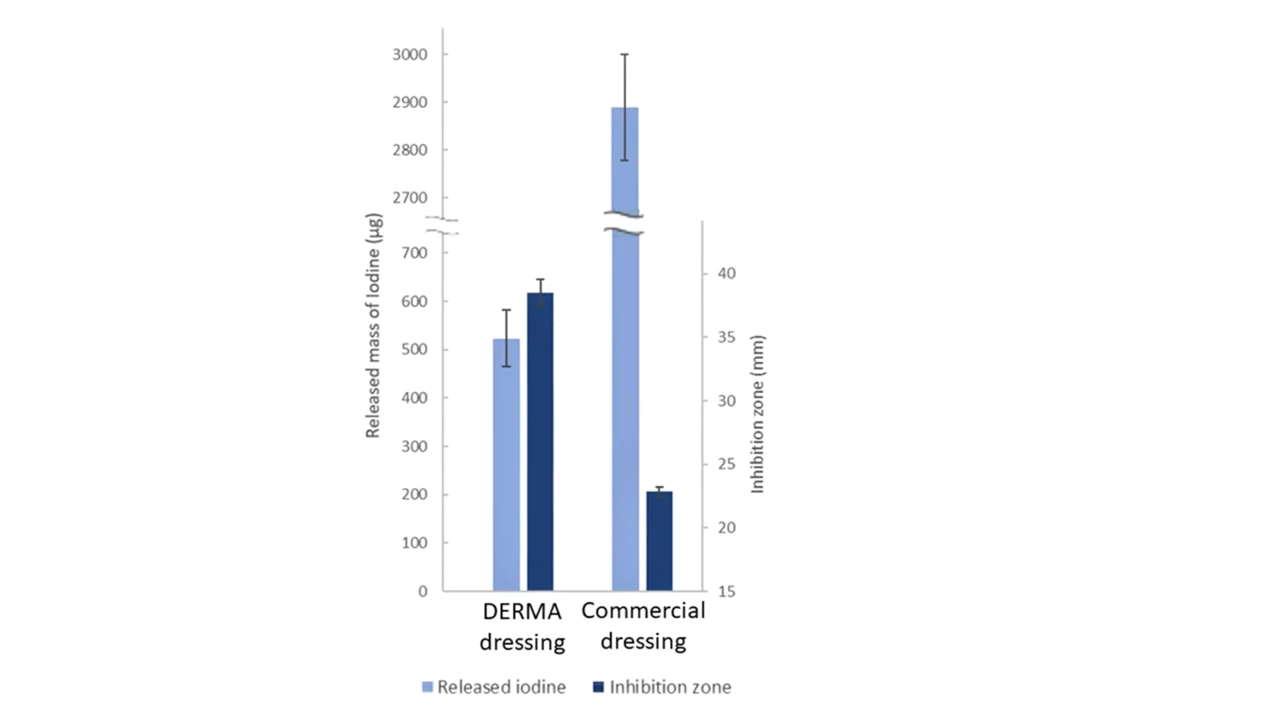 3000
2900
2800
2700
700
600
500
400
300
200
100
0
Released mass of Iodine (µg)
40
35
30
25
20
15
Inhibition zone (mm)
DERMA
dressing
Commercial
dressing
Released iodine
Inhibition zone